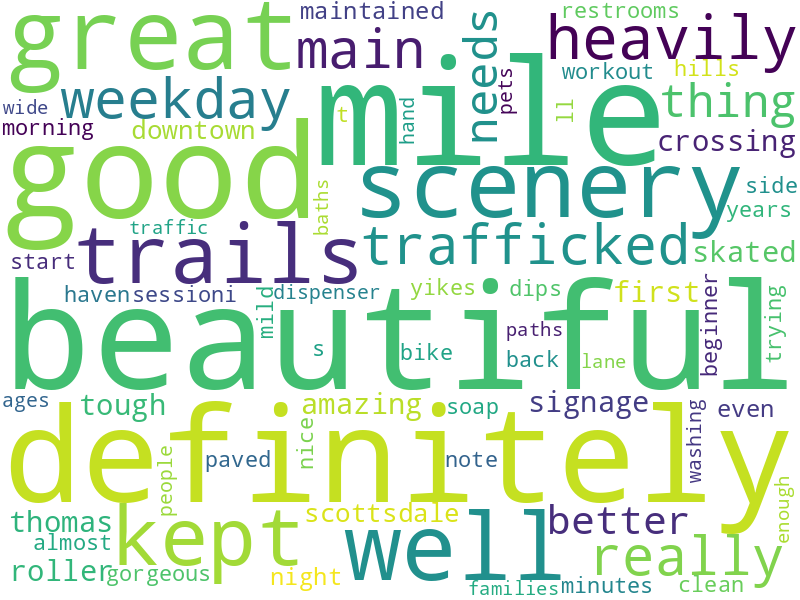 great
maintained
restrooms
main
needs
heavily
workout
hills
wide
weekday
mile
pets
thing
morning
downtown
t
hand
ll
crossing
good
scenery
side
baths
years
traffic
trails
trafficked
skated
start
haven
sessioni
mild
dispenser
yikes
dips
first
beginner
trying
beautiful
s
bike
paths
back
lane
ages
tough
amazing
soap
signage
even
definitely
nice
washing
people
paved
note
enough
thomas
kept
scottsdale
well
better
almost
really
roller
gorgeous
night
families
minutes
clean